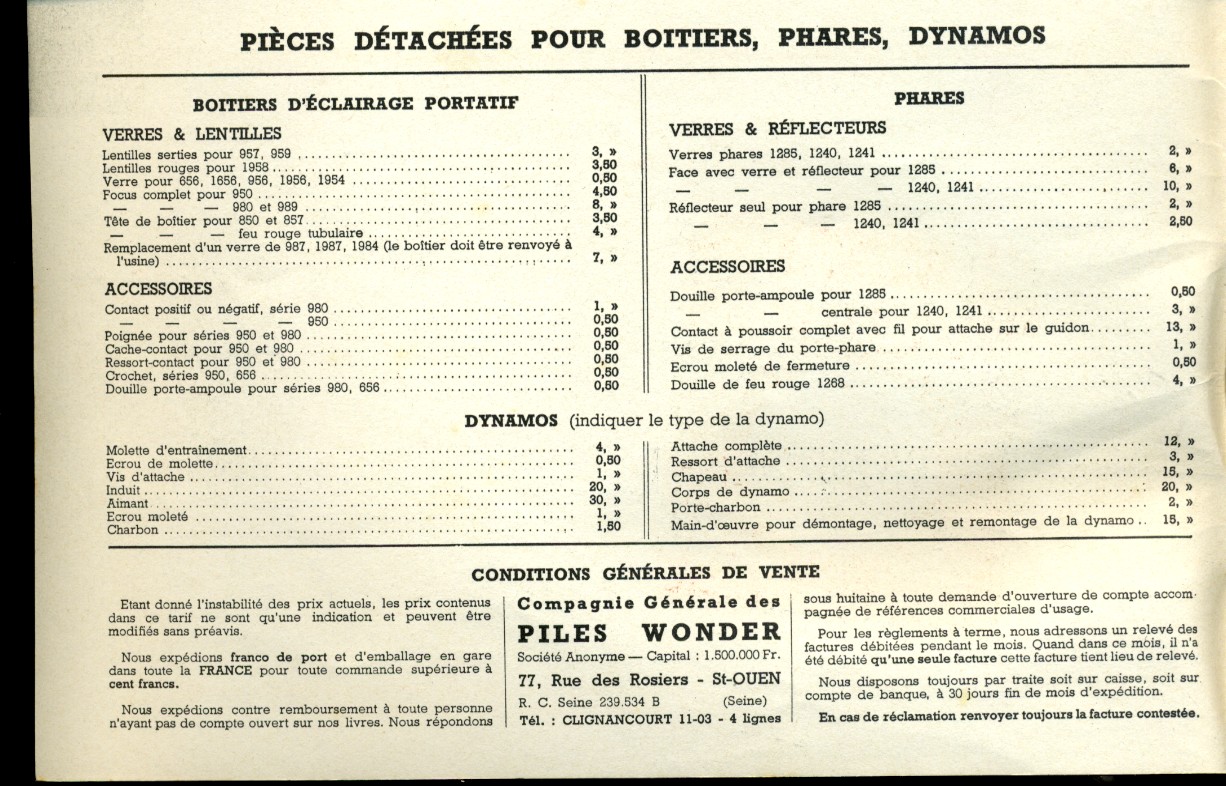 PIÈCES DÉTACHÉES POUR BOITIERS, PHARES, DYNAMOS
BOITIERS D'ÉCLAIRAGE PORTATIF
VERRES & LENTILLES
Lentilles serties pour 957, 959 ........ 3, »
Lentilles rouges pour 1958 ........ 3,50
Verre pour 656, 1656, 956, 1956, 1954 ........ 0,50
Focus complet pour 950 ........ 4,50
— — — 980 et 989 ........ 8, »
Tête de boîtier pour 850 et 857 ........ 3,50
— — — feu rouge tubulaire ........ 4, »
Remplacement d'un verre de 987, 1987, 1984 (le boîtier doit être renvoyé à
l'usine) ........ 7, »
ACCESSOIRES
Contact positif ou négatif, série 980 ........ 1, »
— — — — 950 ........ 0,50
Poignée pour séries 950 et 980 ........ 0,50
Cache-contact pour 950 et 980 ........ 0,50
Ressort-contact pour 950 et 980 ........ 0,50
Crochet, séries 950, 656 ........ 0,50
Douille porte-ampoule pour séries 980, 656 ........ 0,50
PHARES
VERRES & RÉFLECTEURS
Verres phares 1285, 1240, 1241 ........ 2, »
Face avec verre et réflecteur pour 1285 ........ 6, »
— — — — 1240, 1241 ........ 10, »
Réflecteur seul pour phare 1285 ........ 2, »
— — — 1240, 1241 ........ 2,50
ACCESSOIRES
Douille porte-ampoule pour 1285 ........ 0,50
— — centrale pour 1240, 1241 ........ 3, »
Contact à poussoir complet avec fil pour attache sur le guidon ........ 13, »
Vis de serrage du porte-phare ........ 1, »
Ecrou moleté de fermeture ........ 0,50
Douille de feu rouge 1268 ........ 4, »
DYNAMOS (indiquer le type de la dynamo)
Molette d'entraînement ........ 4, »
Ecrou de molette ........ 0,50
Vis d'attache ........ 1, »
Induit ........ 20, »
Aimant ........ 30, »
Ecrou moleté ........ 1, »
Charbon ........ 1,50
Attache complète ........ 12, »
Ressort d'attache ........ 3, »
Chapeau ........ 15, »
Corps de dynamo ........ 20, »
Porte-charbon ........ 2, »
Main-d'œuvre pour démontage, nettoyage et remontage de la dynamo .. 15, »
CONDITIONS GÉNÉRALES DE VENTE
Etant donné l'instabilité des prix actuels, les prix contenus
dans ce tarif ne sont qu'une indication et peuvent être
modifiés sans préavis.
Nous expédions franco de port et d'emballage en gare
dans toute la FRANCE pour toute commande supérieure à
cent francs.
Nous expédions contre remboursement à toute personne
n'ayant pas de compte ouvert sur nos livres. Nous répondons
Compagnie Générale des
PILES WONDER
Société Anonyme — Capital : 1.500.000 Fr.
77, Rue des Rosiers - St-OUEN
R. C. Seine 239.534 B (Seine)
Tél. : CLIGNANCOURT 11-03 - 4 lignes
sous huitaine à toute demande d'ouverture de compte accom-
pagnée de références commerciales d'usage.
Pour les règlements à terme, nous adressons un relevé des
factures débitées pendant le mois. Quand dans ce mois, il n'a
été débité qu'une seule facture cette facture tient lieu de relevé.
Nous disposons toujours par traite soit sur caisse, soit sur
compte de banque, à 30 jours fin de mois d'expédition.
En cas de réclamation renvoyer toujours la facture contestée.